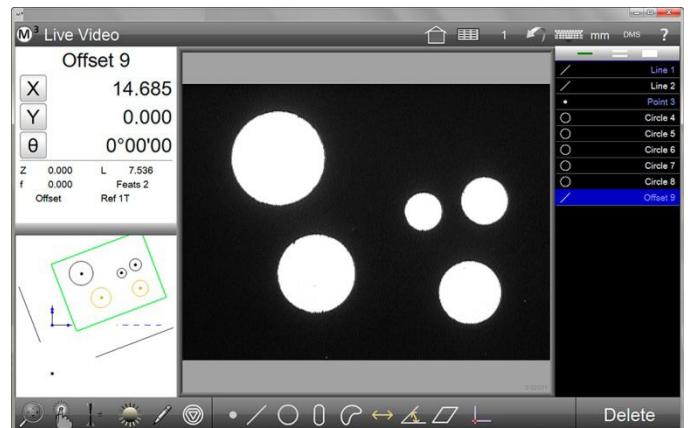 M³ Live Video
1
mm
DMS
?
Offset 9
X 14.685
Y 0.000
θ 0°00'00
Z 0.000 L 7.536
f 0.000 Feats 2
Offset Ref 1T
Line 1
Line 2
Point 3
Circle 4
Circle 5
Circle 6
Circle 7
Circle 8
Offset 9
Delete